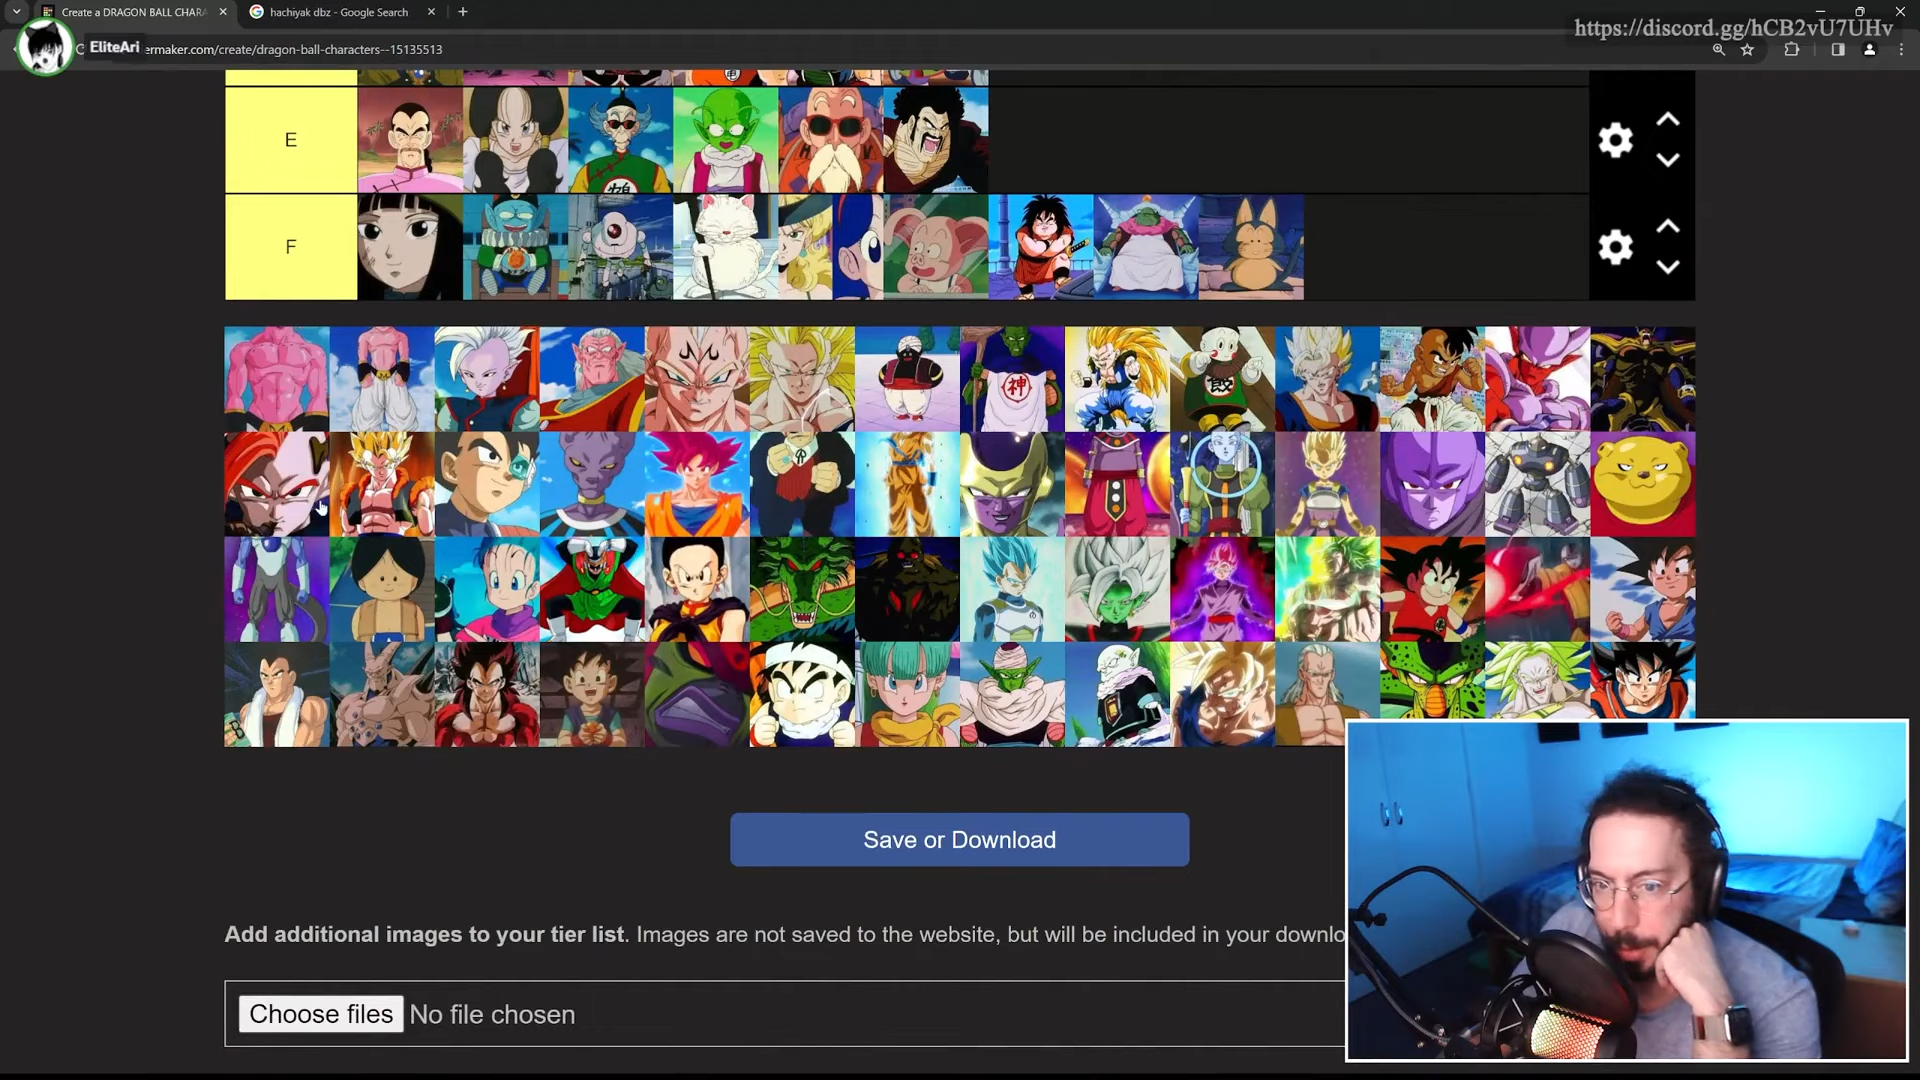 Create a DRAGON BALL CHARA
hachiyak dbz - Google Search
https://discord.gg/hCB2vU7UHv
EliteAri
ermaker.com/create/dragon-ball-characters--15135513
E
F
Save or Download
Add additional images to your tier list. Images are not saved to the website, but will be included in your downlo
Choose files No file chosen